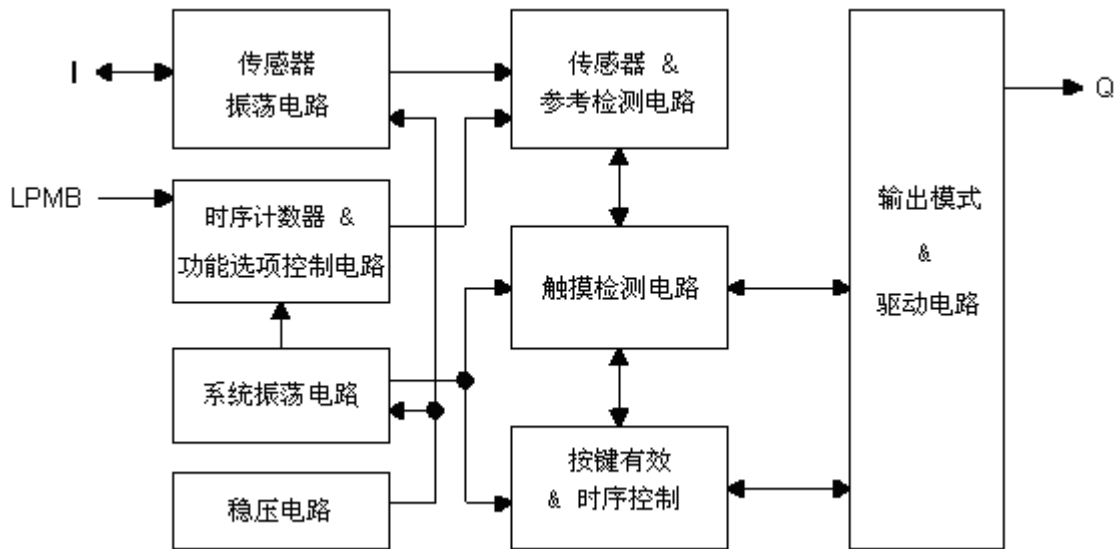 I
传感器
振荡电路
传感器 &
参考检测电路
Q
LPMB
时序计数器 &
功能选项控制电路
触摸检测电路
输出模式
&
驱动电路
系统振荡电路
按键有效
& 时序控制
稳压电路